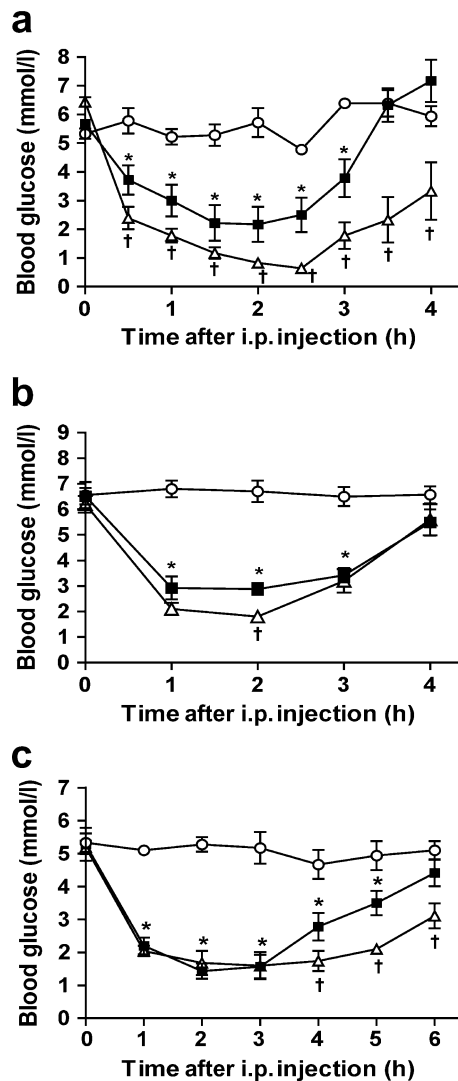 a
Blood glucose (mmol/l)
8
7
6
5
4
3
2
1
0
* * * * * *
† † † † † † † †
0 1 2 3 4
Time after i.p. injection (h)
b
Blood glucose (mmol/l)
9
8
7
6
5
4
3
2
1
0
* * *
†
0 1 2 3 4
Time after i.p. injection (h)
c
Blood glucose (mmol/l)
7
6
5
4
3
2
1
0
* * * * *
† † †
0 1 2 3 4 5 6
Time after i.p. injection (h)